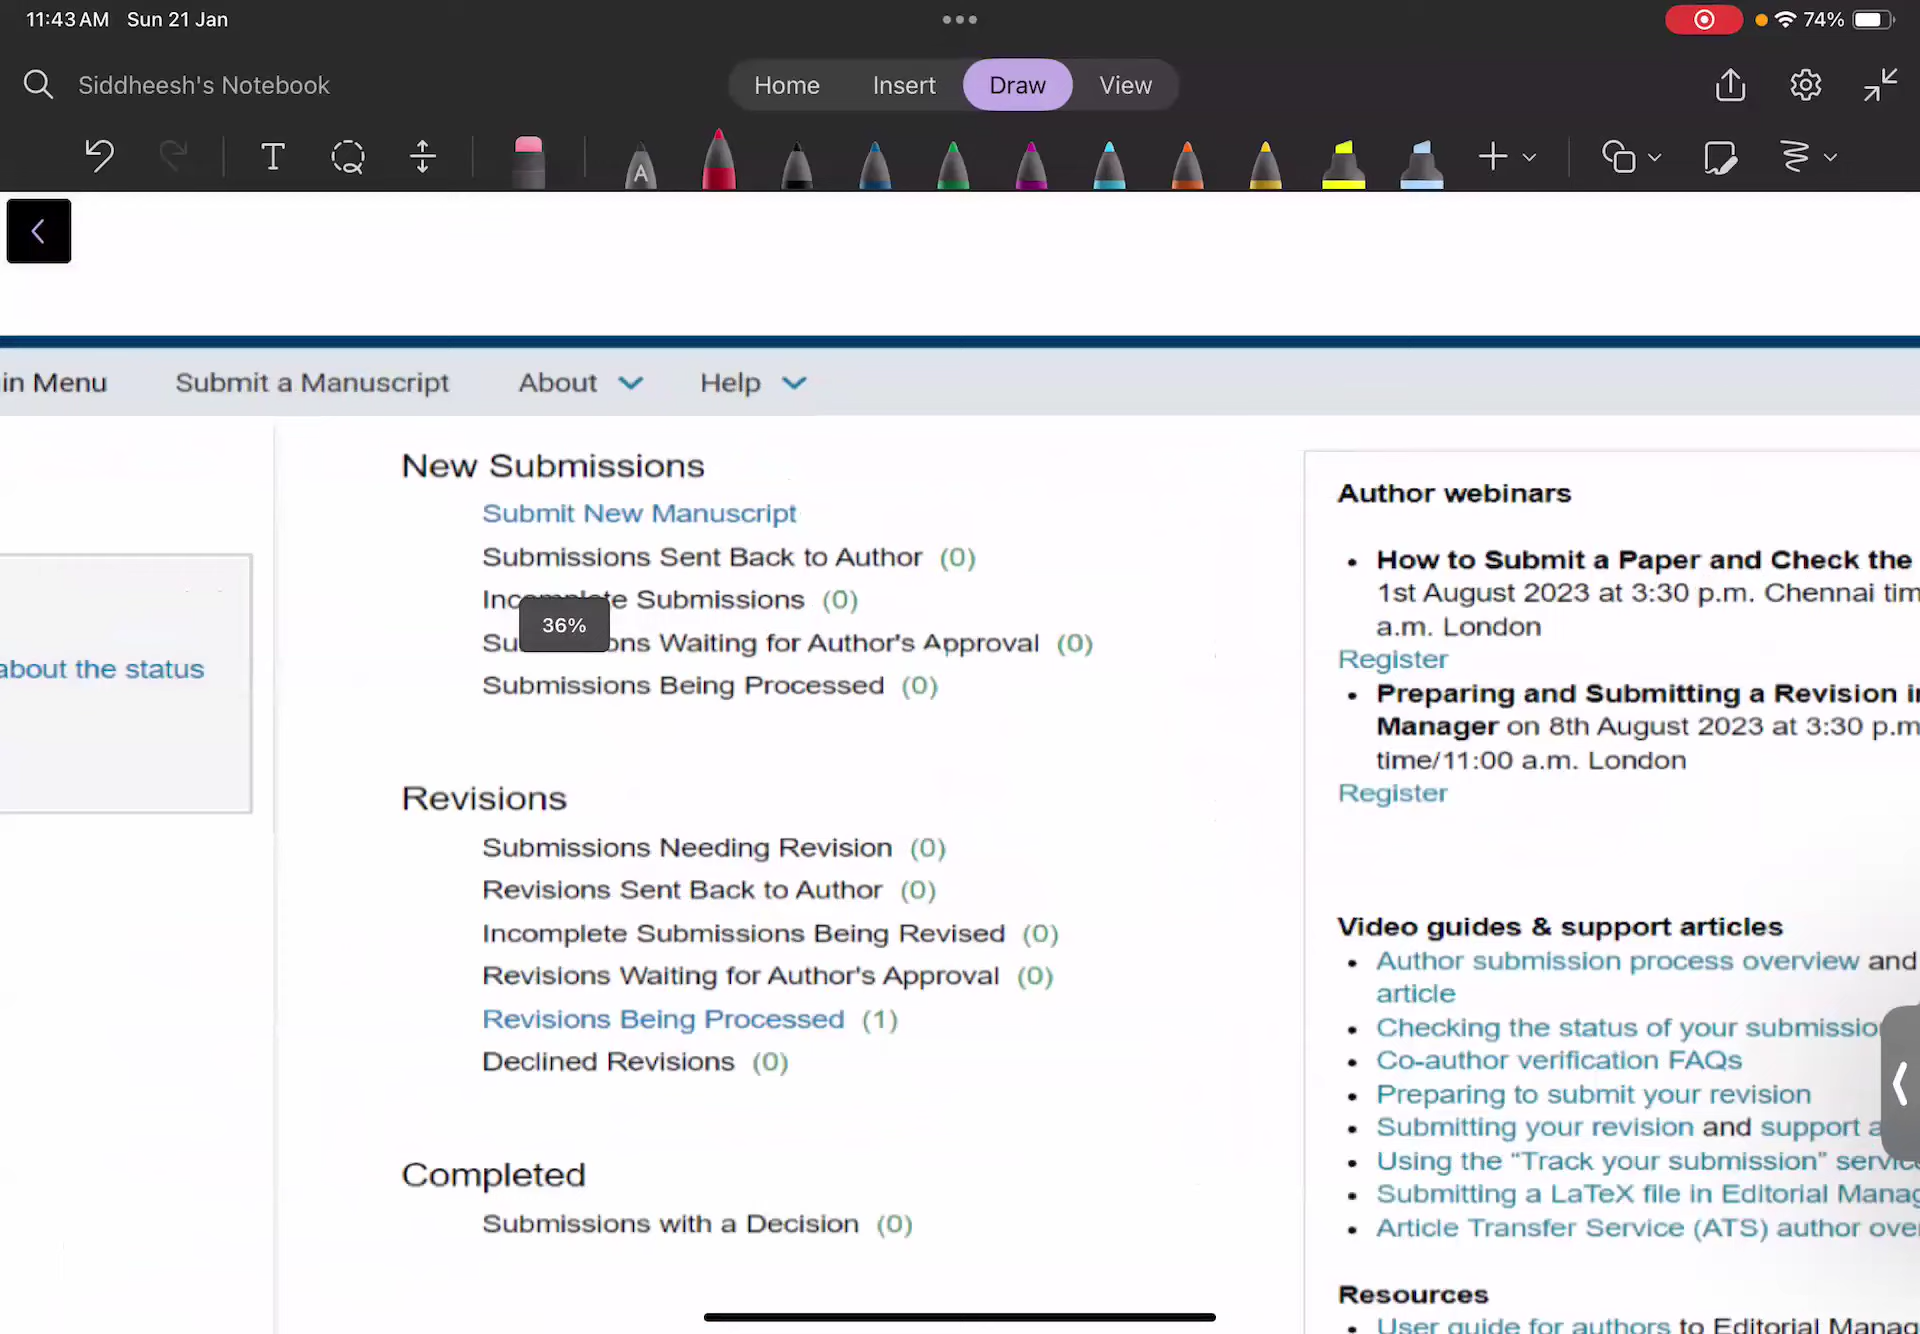 11:43 AM Sun 21 Jan
74%
Siddheesh's Notebook
Home Insert Draw View
T
A
in Menu Submit a Manuscript About Help
New Submissions
Submit New Manuscript
Submissions Sent Back to Author (0)
Submissions (0)
36%
Waiting for Author's Approval (0)
Submissions Being Processed (0)
about the status
Revisions
Submissions Needing Revision (0)
Revisions Sent Back to Author (0)
Incomplete Submissions Being Revised (0)
Revisions Waiting for Author's Approval (0)
Revisions Being Processed (1)
Declined Revisions (0)
Completed
Submissions with a Decision (0)
Author webinars
• How to Submit a Paper and Check the
1st August 2023 at 3:30 p.m. Chennai tim
a.m. London
Register
• Preparing and Submitting a Revision i
Manager on 8th August 2023 at 3:30 p.m
time/11:00 a.m. London
Register
Video guides & support articles
• Author submission process overview and
article
• Checking the status of your submissio
• Co-author verification FAQs
• Preparing to submit your revision
• Submitting your revision and support a
• Using the “Track your submission” servic
• Submitting a LaTeX file in Editorial Manag
• Article Transfer Service (ATS) author ove
Resources
• User guide for authors to Editorial Manag